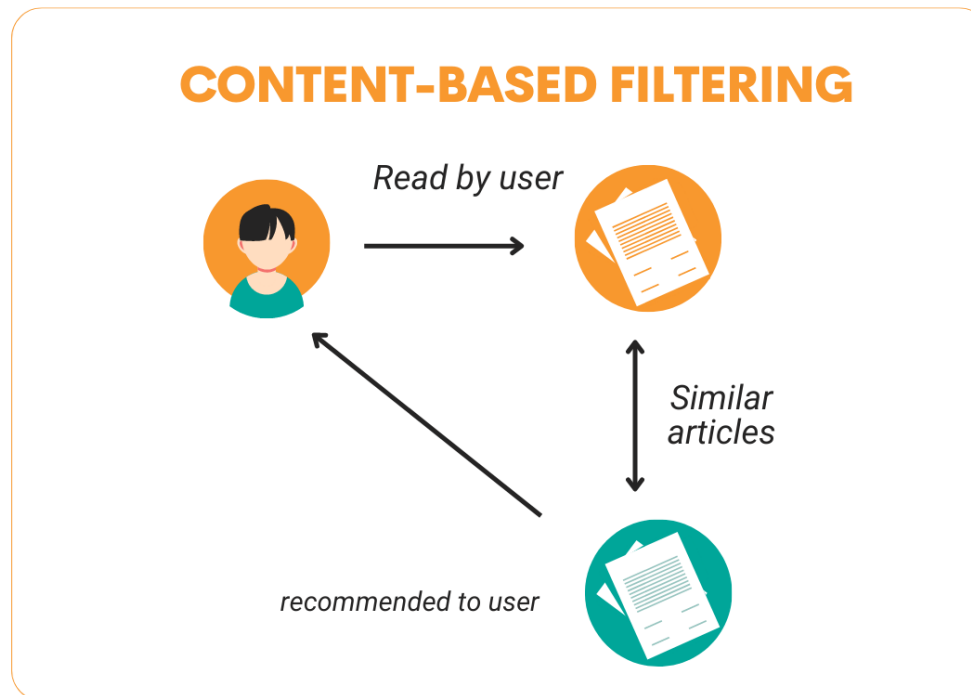 CONTENT-BASED FILTERING
Read by user
Similar
articles
recommended to user